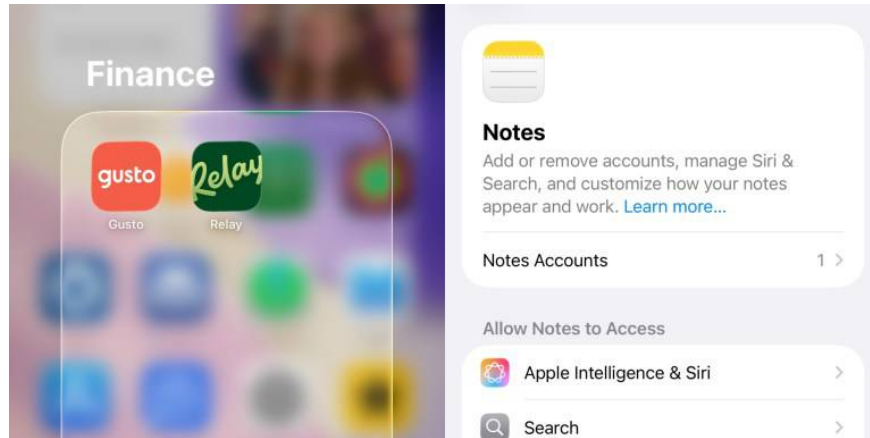 Finance
gusto
Relay
Gusto
Relay
Notes
Add or remove accounts, manage Siri &
Search, and customize how your notes
appear and work. Learn more...
Notes Accounts
1
Allow Notes to Access
Apple Intelligence & Siri
Search